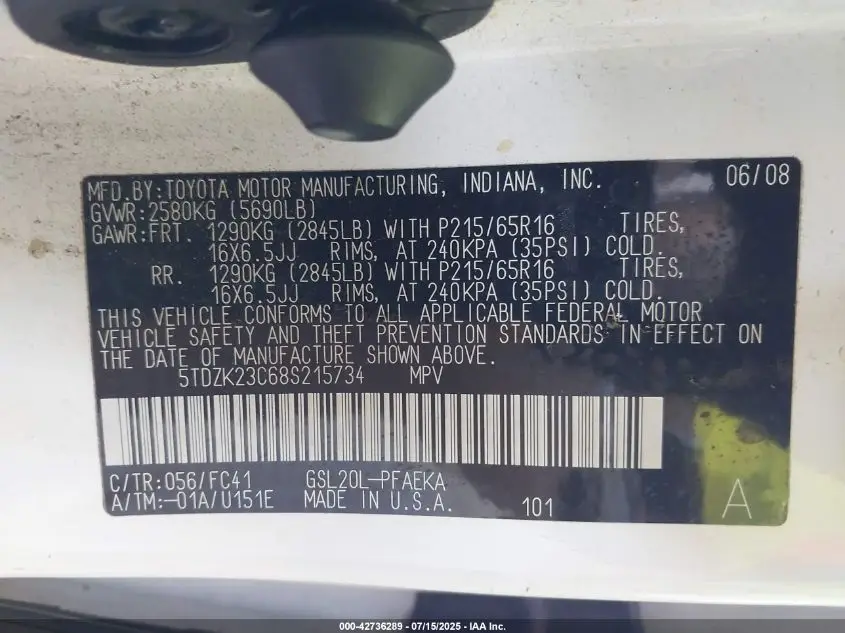 MFD.BY:TOYOTA MOTOR MANUFACTURING, INDIANA, INC. 06/08
GVWR:2580KG (5690LB)
GAWR:FRT. 1290KG (2845LB) WITH P215/65R16 TIRES,
16X6.5JJ RIMS, AT 240KPA (35PSI) COLD.
RR. 1290KG (2845LB) WITH P215/65R16 TIRES,
16X6.5JJ RIMS, AT 240KPA (35PSI) COLD.
THIS VEHICLE CONFORMS TO ALL APPLICABLE FEDERAL MOTOR
VEHICLE SAFETY AND THEFT PREVENTION STANDARDS IN EFFECT ON
THE DATE OF MANUFACTURE SHOWN ABOVE.
5TDZK23C68S215734 MPV
C/TR:056/FC41 GSL20L-PFAEKA
A/TM:-01A/U151E MADE IN U.S.A. 101 A
000-42736289 - 07/15/2025 - IAA Inc.